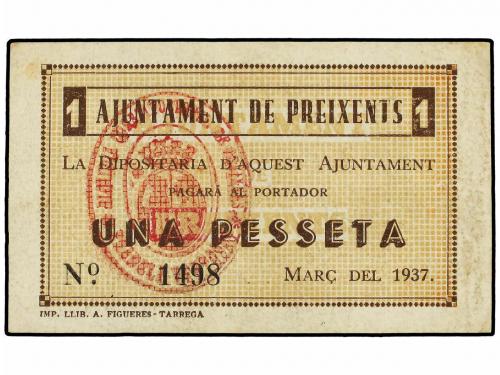 1 AJUNTAMENT DE PREIXENTS 1
LA DIPOSITARIA D'AQUEST AJUNTAMENT
PAGARÀ AL PORTADOR
UNA PESSETA
Nº 1498 MARÇ DEL 1937.
IMP. LLIB. A. FIGUERES - TARREGA